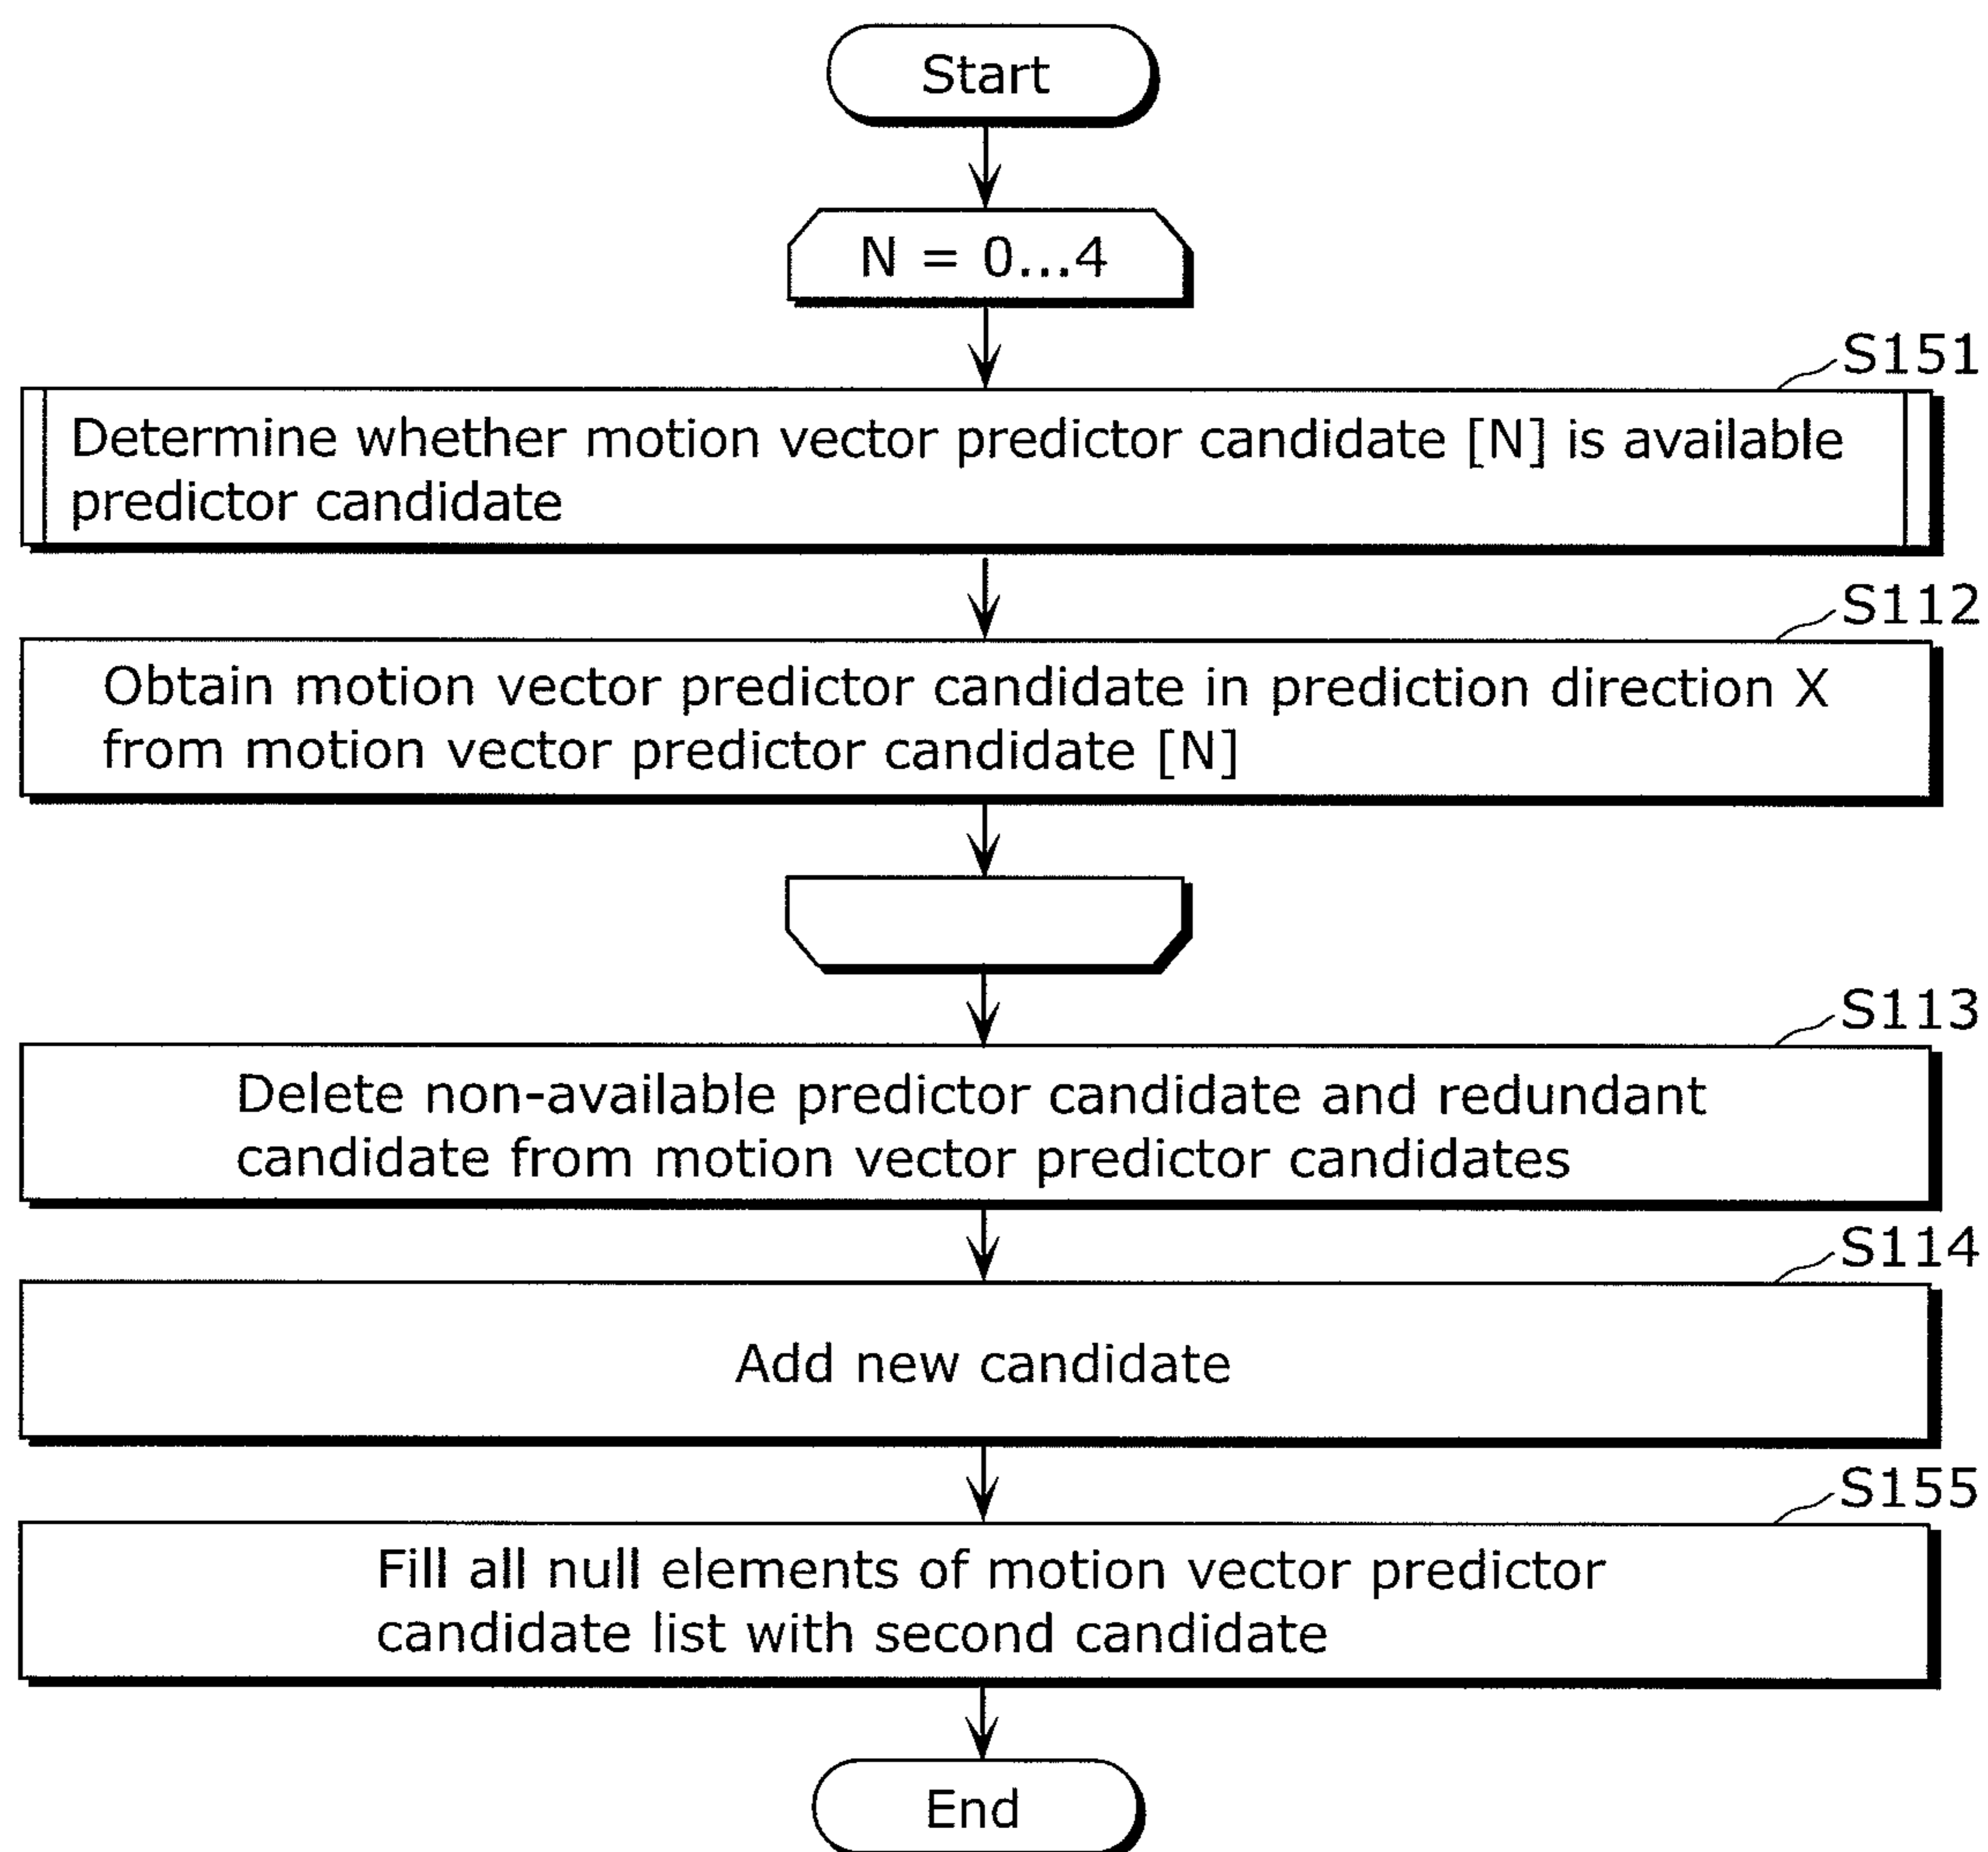 Start
N = 0...4
S151
Determine whether motion vector predictor candidate [N] is available
predictor candidate
S112
Obtain motion vector predictor candidate in prediction direction X
from motion vector predictor candidate [N]
S113
Delete non-available predictor candidate and redundant
candidate from motion vector predictor candidates
S114
Add new candidate
S155
Fill all null elements of motion vector predictor
candidate list with second candidate
End